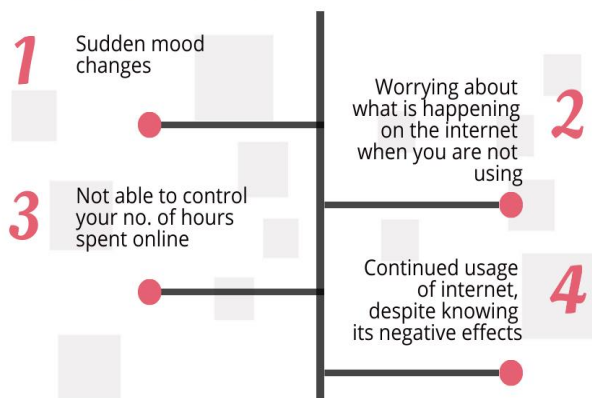 1
Sudden mood
changes
2
Worrying about
what is happening
on the internet
when you are not
using
3
Not able to control
your no. of hours
spent online
4
Continued usage
of internet,
despite knowing
its negative effects